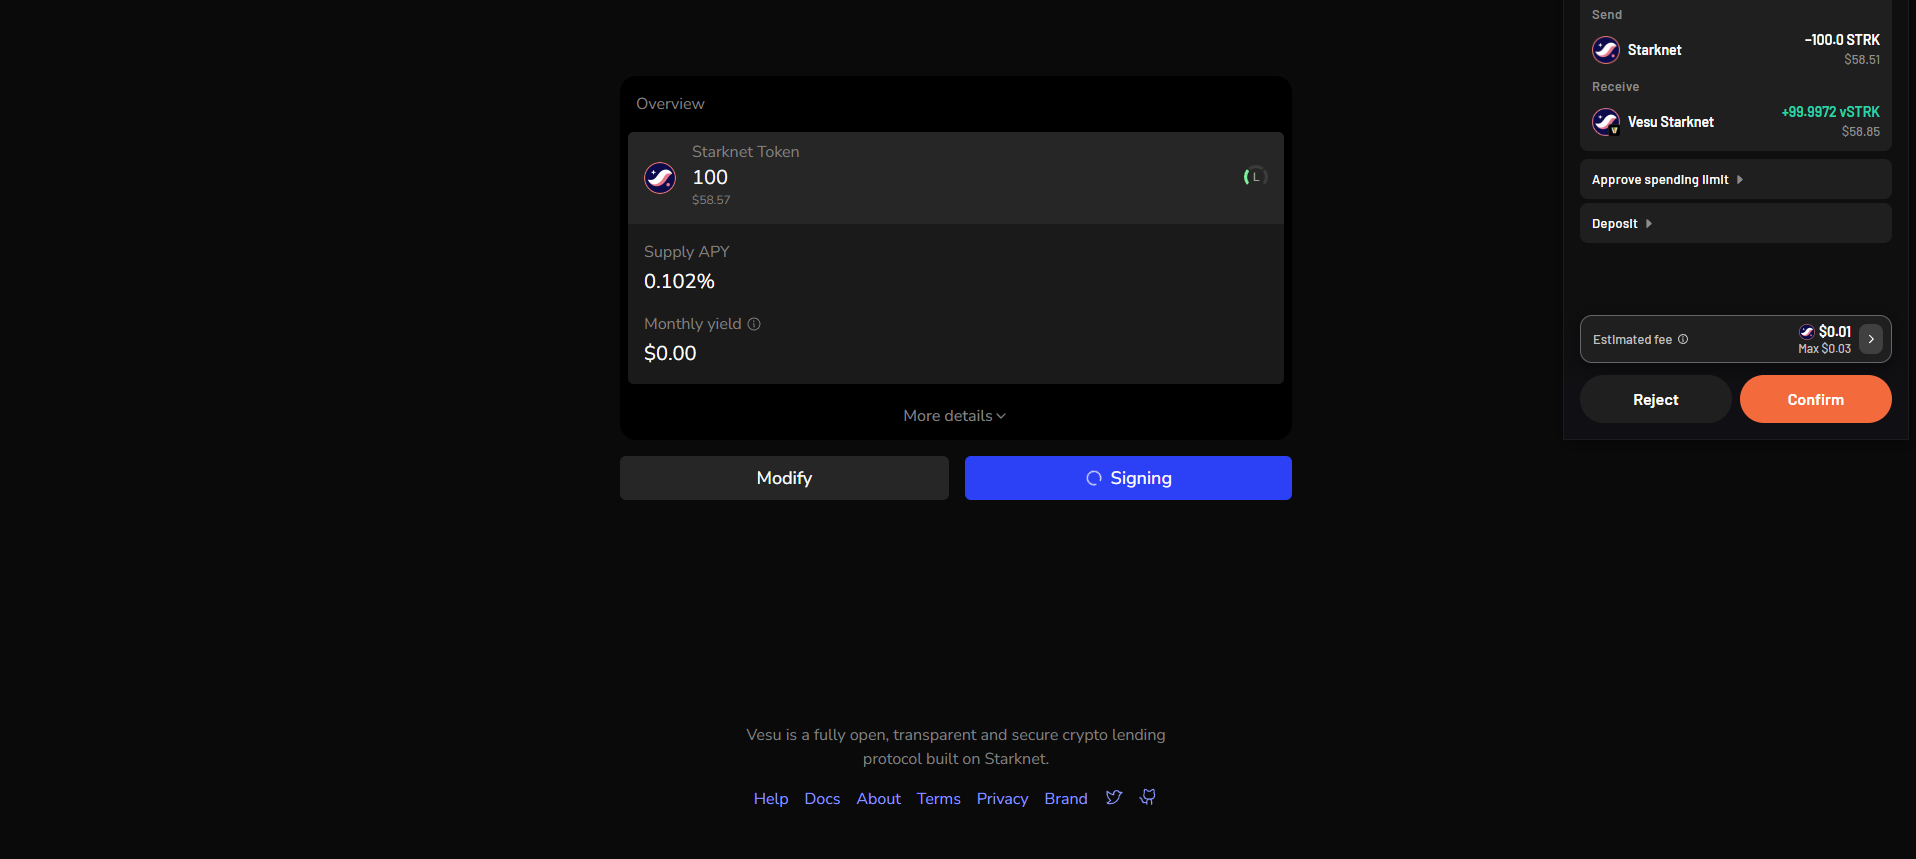 Overview
Starknet Token
100
$58.57
L
Supply APY
0.102%
Monthly yield
$0.00
More details
Modify
Signing
Vesu is a fully open, transparent and secure crypto lending
protocol built on Starknet.
Help Docs About Terms Privacy Brand
Send
Starknet
−100.0 STRK
$58.51
Receive
Vesu Starknet
+99.9972 vSTRK
$58.85
Approve spending limit
Deposit
Estimated fee
$0.01
Max $0.03
Reject
Confirm